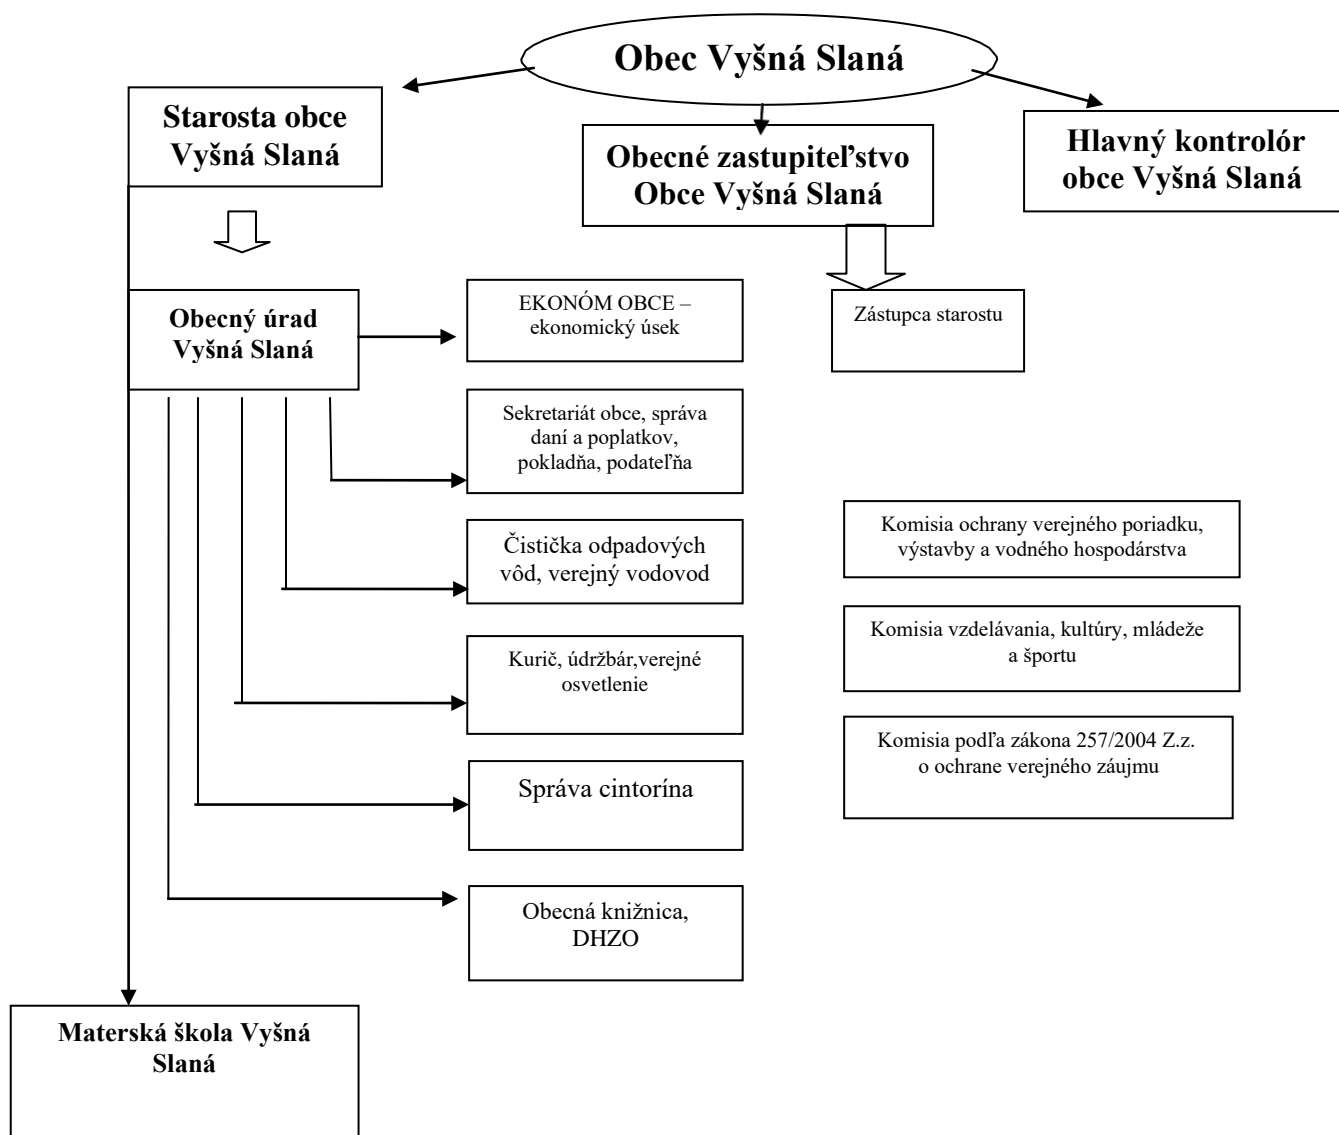 Obec Vyšná Slaná
Starosta obce
Vyšná Slaná
Obecné zastupiteľstvo
Obce Vyšná Slaná
Hlavný kontrolór
obce Vyšná Slaná
Obecný úrad
Vyšná Slaná
EKONÓM OBCE –
ekonomický úsek
Zástupca starostu
Sekretariát obce, správa
daní a poplatkov,
pokladňa, podateľňa
Čistička odpadových
vôd, verejný vodovod
Komisia ochrany verejného poriadku,
výstavby a vodného hospodárstva
Kurič, údržbár,verejné
osvetlenie
Komisia vzdelávania, kultúry, mládeže
a športu
Komisia podľa zákona 257/2004 Z.z.
o ochrane verejného záujmu
Správa cintorína
Obecná knižnica,
DHZO
Materská škola Vyšná
Slaná